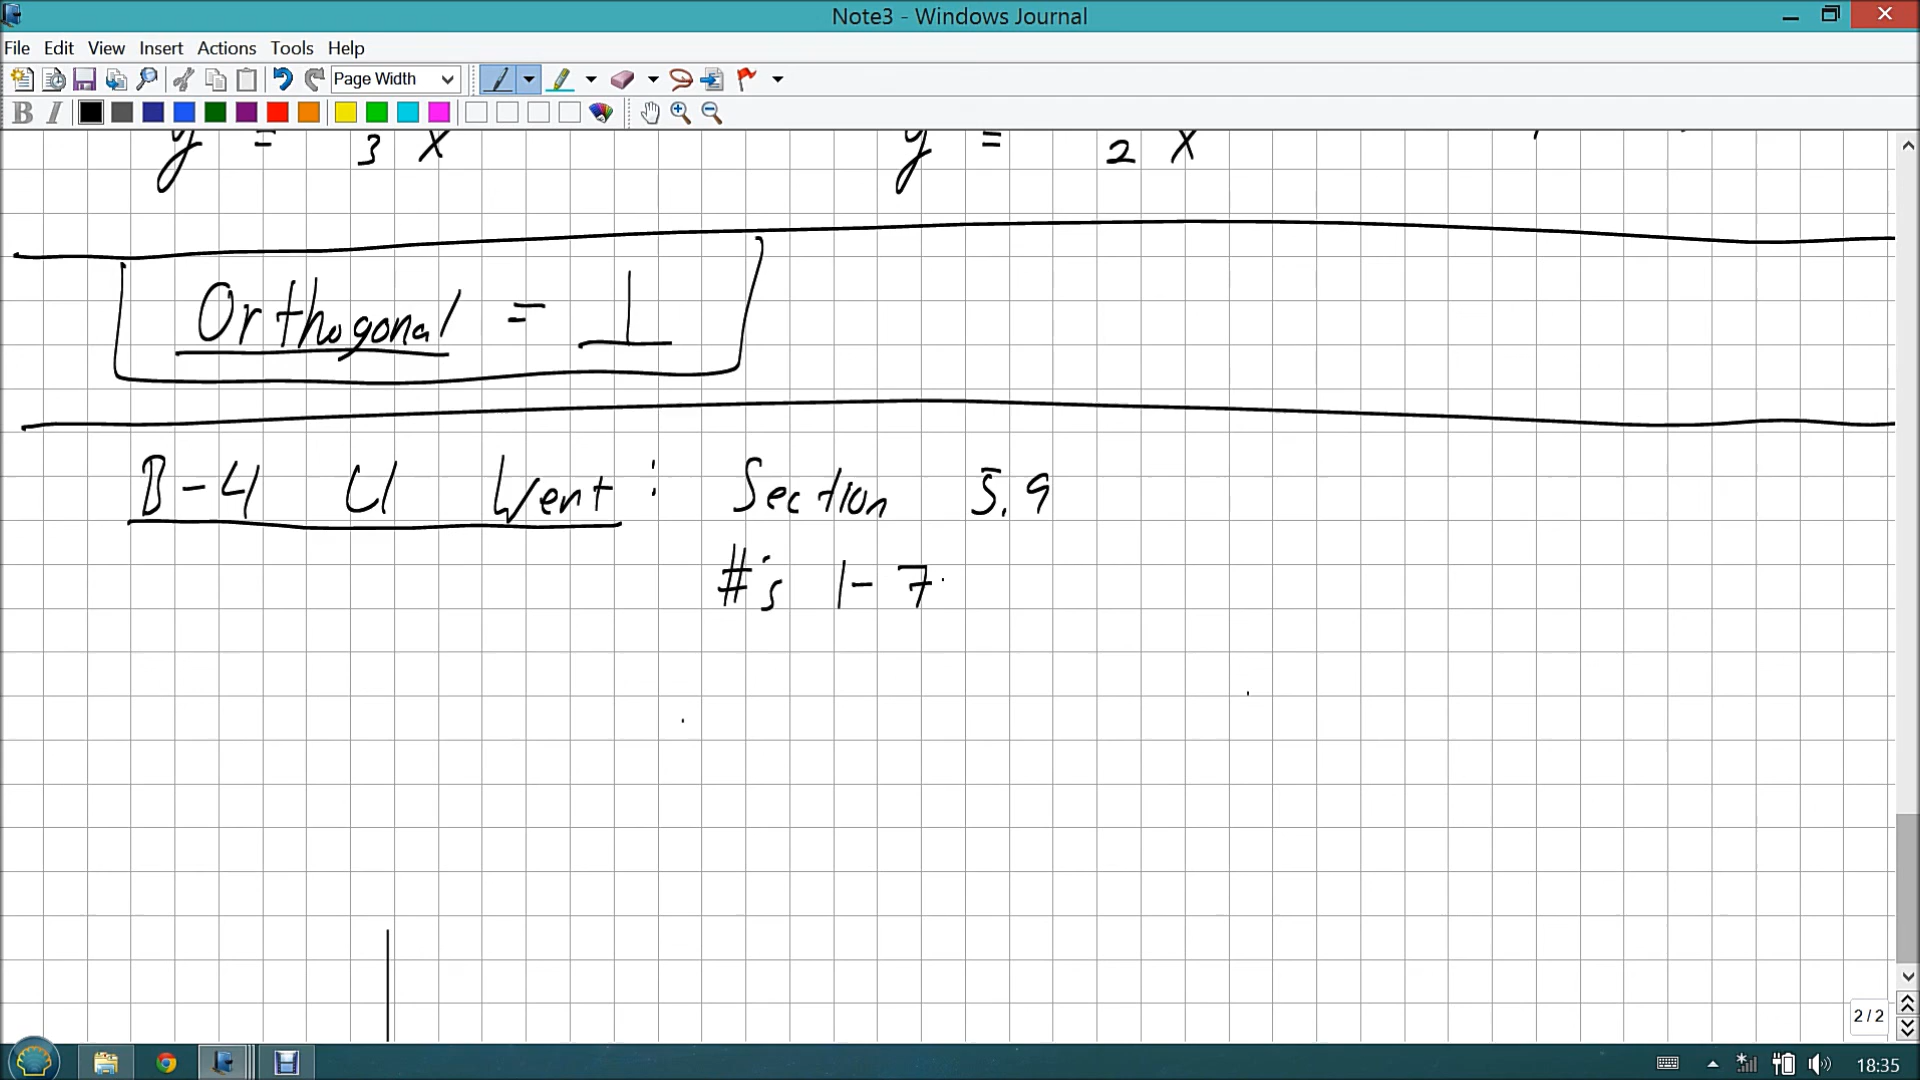 Note3 - Windows Journal
File Edit View Insert Actions Tools Help
Page Width
B I
y = 3 x y = 2 x
Orthogonal = ⊥
B-4 U Went: Section 5.9
#'s 1-7
2 / 2
18:35